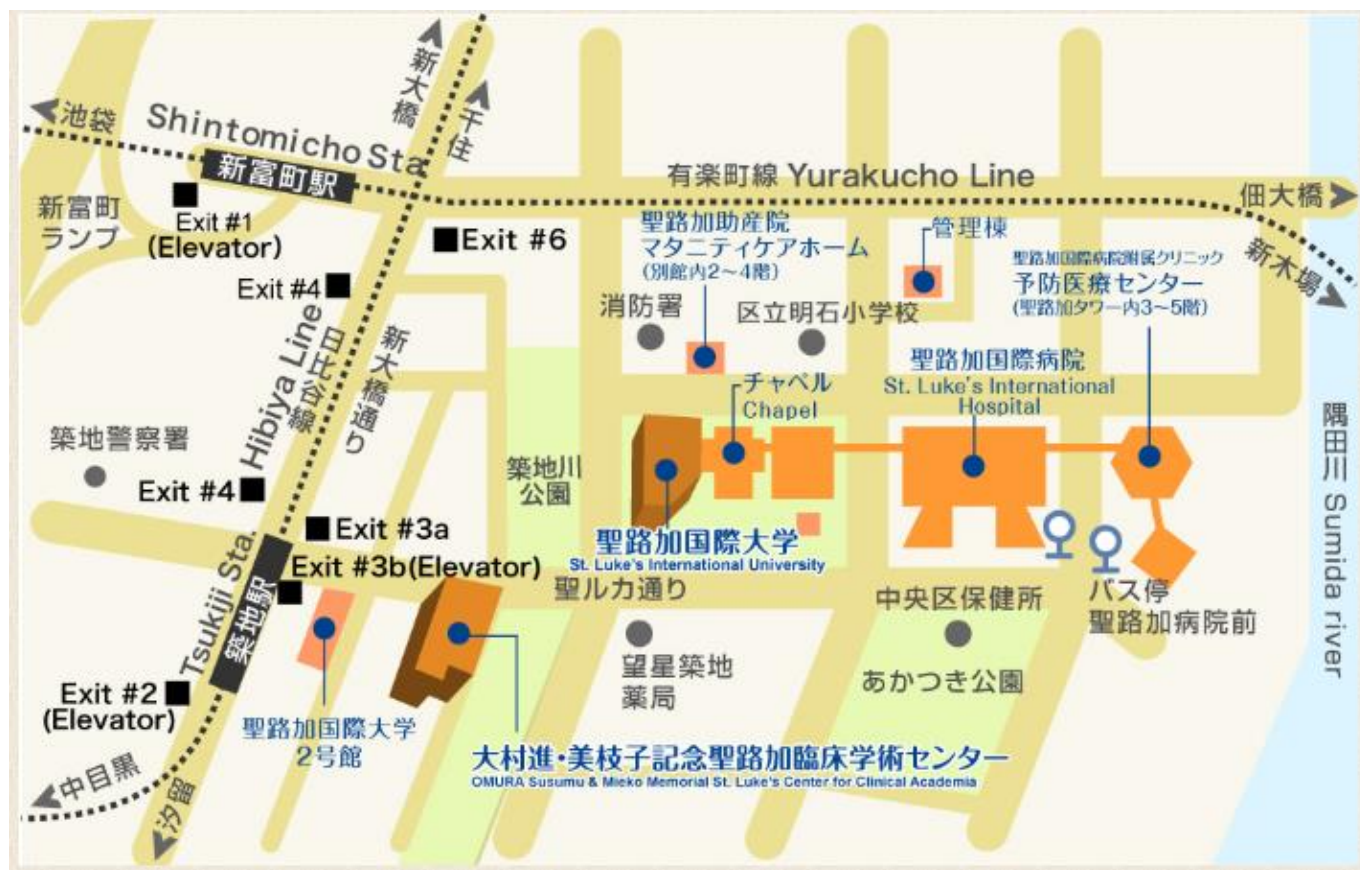 新大橋
千住
池袋
Shintomicho Sta
新富町駅
有楽町線 Yurakucho Line
佃大橋
新木場
新富町
ランプ
Exit #1
(Elevator)
Exit #6
聖路加助産院
マタニティケアホーム
(別館内2～4階)
管理棟
聖路加国際病院附属クリニック
予防医療センター
(聖路加タワー内3～5階)
Exit #4
消防署
区立明石小学校
Hibiya Line
日比谷線
新大橋通り
チャペル
Chapel
聖路加国際病院
St. Luke's International
Hospital
隅田川 Sumida river
築地警察署
築地川
公園
Exit #4
Exit #3a
聖路加国際大学
St. Luke's International University
Tsukiji Sta.
築地駅
Exit #3b(Elevator)
聖ルカ通り
中央区保健所
バス停
聖路加病院前
望星築地
薬局
あかつき公園
Exit #2
(Elevator)
聖路加国際大学
2号館
大村進・美枝子記念聖路加臨床学術センター
OMURA Susumu & Mieko Memorial St. Luke's Center for Clinical Academia
中目黒
汐留